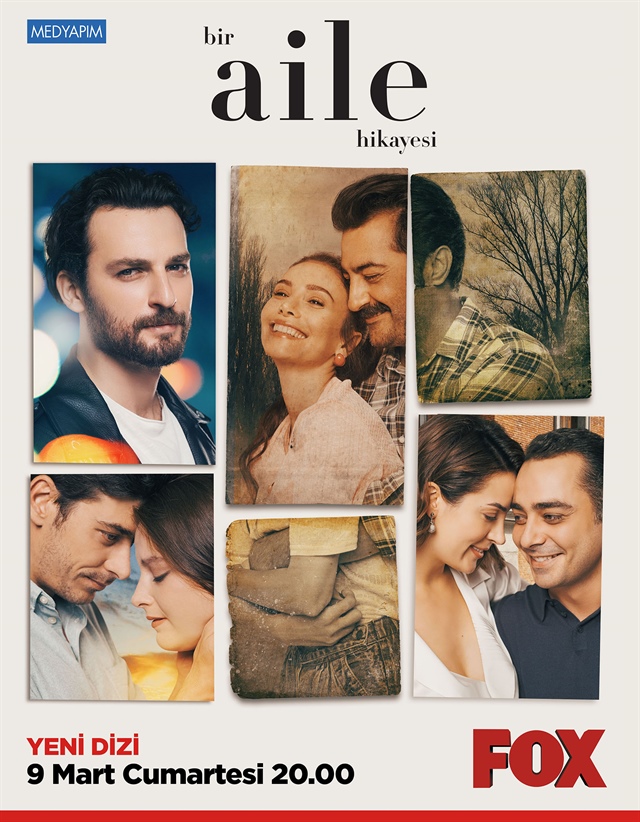 MEDYAPIM
bir
aile
hikayesi
YENİ DİZİ
9 Mart Cumartesi 20.00
FOX